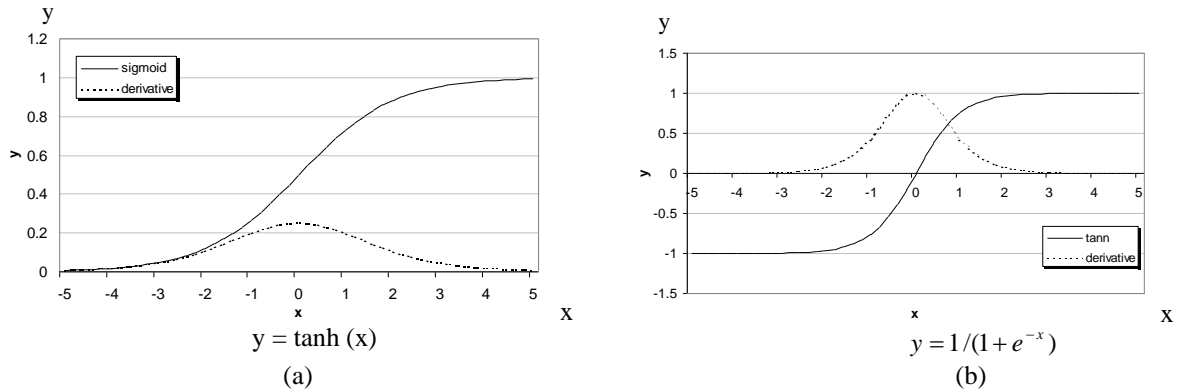 y
1.2
1
0.8
0.6
0.4
0.2
0
sigmoid
derivative
y
-5 -4 -3 -2 -1 0 1 2 3 4 5
x
x
y = tanh (x)
(a)
y
1.5
1
0.5
0
-0.5
-1
-1.5
y
-5 -4 -3 -2 -1 0 1 2 3 4 5
tann
derivative
x
x
y = 1/(1 + e^{-x})
(b)